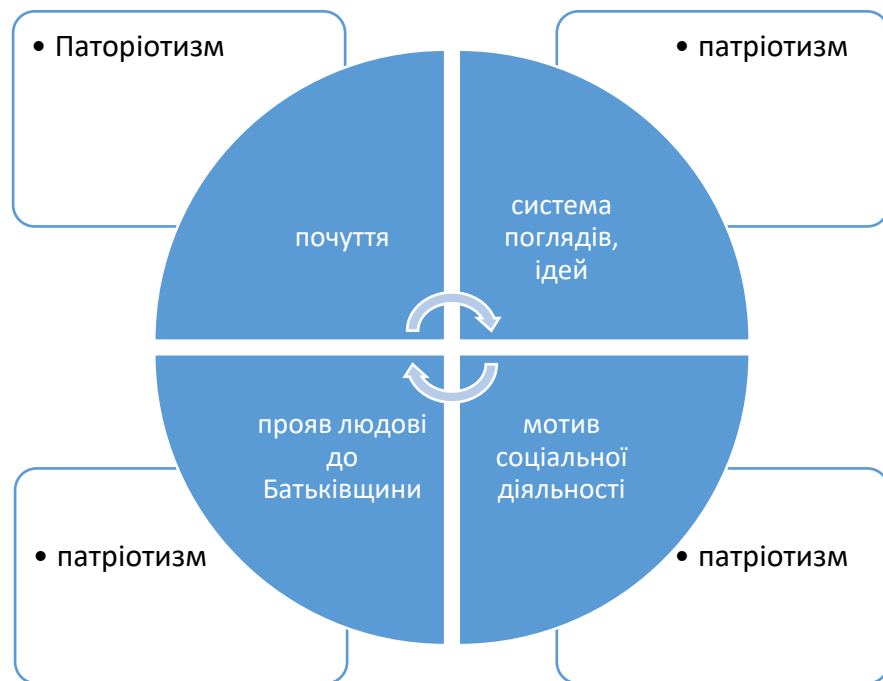 • Паторіотизм
• патріотизм
почуття
система
поглядів,
ідей
прояв людові
до
Батьківщини
мотив
соціальної
діяльності
• патріотизм
• патріотизм